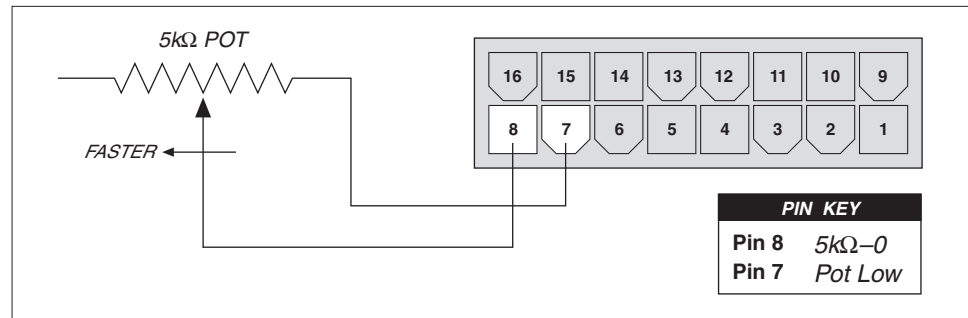 5kΩ POT
FASTER
16 15 14 13 12 11 10 9
8 7 6 5 4 3 2 1
PIN KEY
Pin 8 5kΩ–0
Pin 7 Pot Low